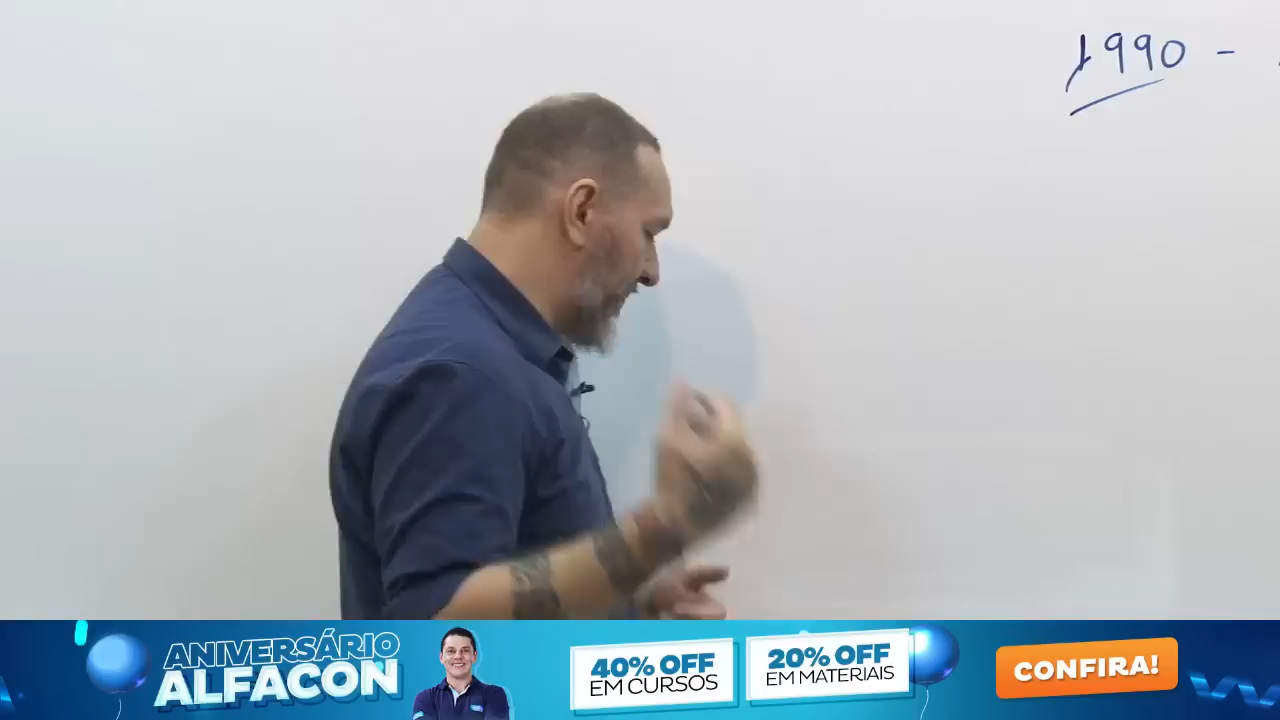 1990 -
ANIVERSÁRIO
ALFACON
40% OFF
EM CURSOS
20% OFF
EM MATERIAIS
CONFIRA!